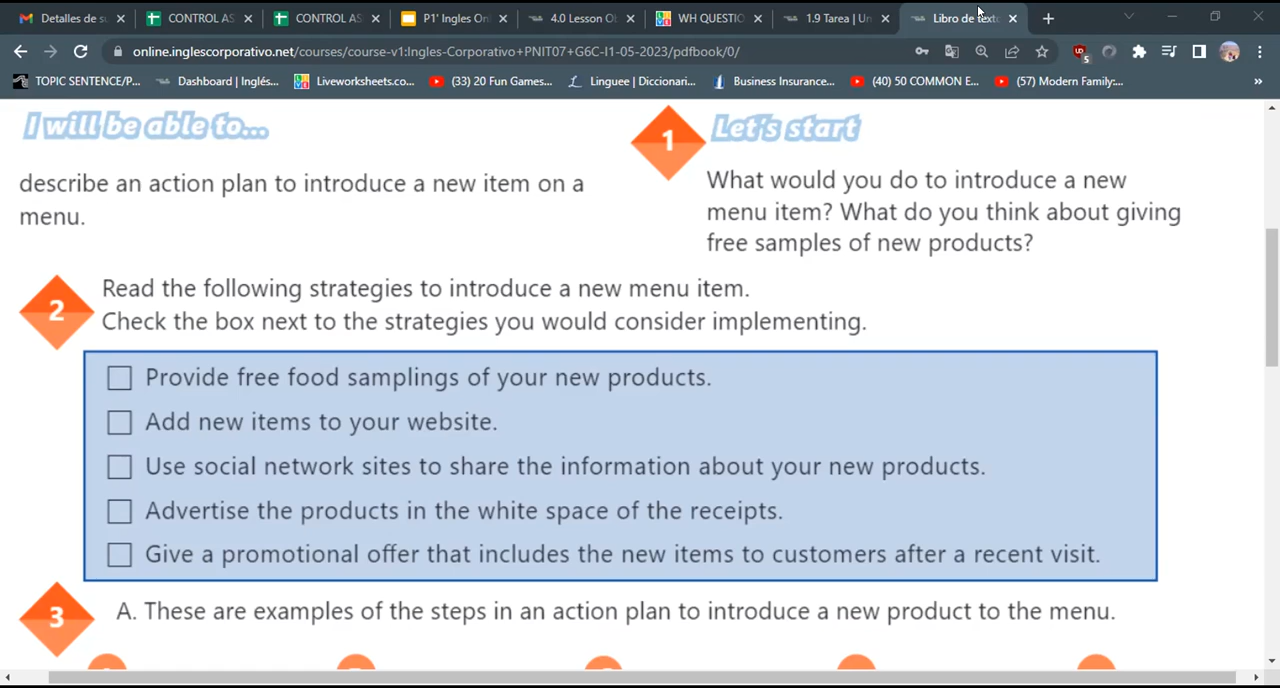 Detalles de su
CONTROL AS
CONTROL AS
P1' Ingles On
4.0 Lesson Ob
WH QUESTIO
1.9 Tarea | Un
Libro de texto
online.inglescorporativo.net/courses/course-v1:Ingles-Corporativo+PNIT07+G6C-I1-05-2023/pdfbook/0/
5
TOPIC SENTENCE/P...
Dashboard | Inglés...
Liveworksheets.co...
(33) 20 Fun Games...
Linguee | Diccionari...
Business Insurance...
(40) 50 COMMON E...
(57) Modern Family:...
»
I will be able to...
describe an action plan to introduce a new item on a
menu.
1
Let's start
What would you do to introduce a new
menu item? What do you think about giving
free samples of new products?
2
Read the following strategies to introduce a new menu item.
Check the box next to the strategies you would consider implementing.
Provide free food samplings of your new products.
Add new items to your website.
Use social network sites to share the information about your new products.
Advertise the products in the white space of the receipts.
Give a promotional offer that includes the new items to customers after a recent visit.
3
A. These are examples of the steps in an action plan to introduce a new product to the menu.